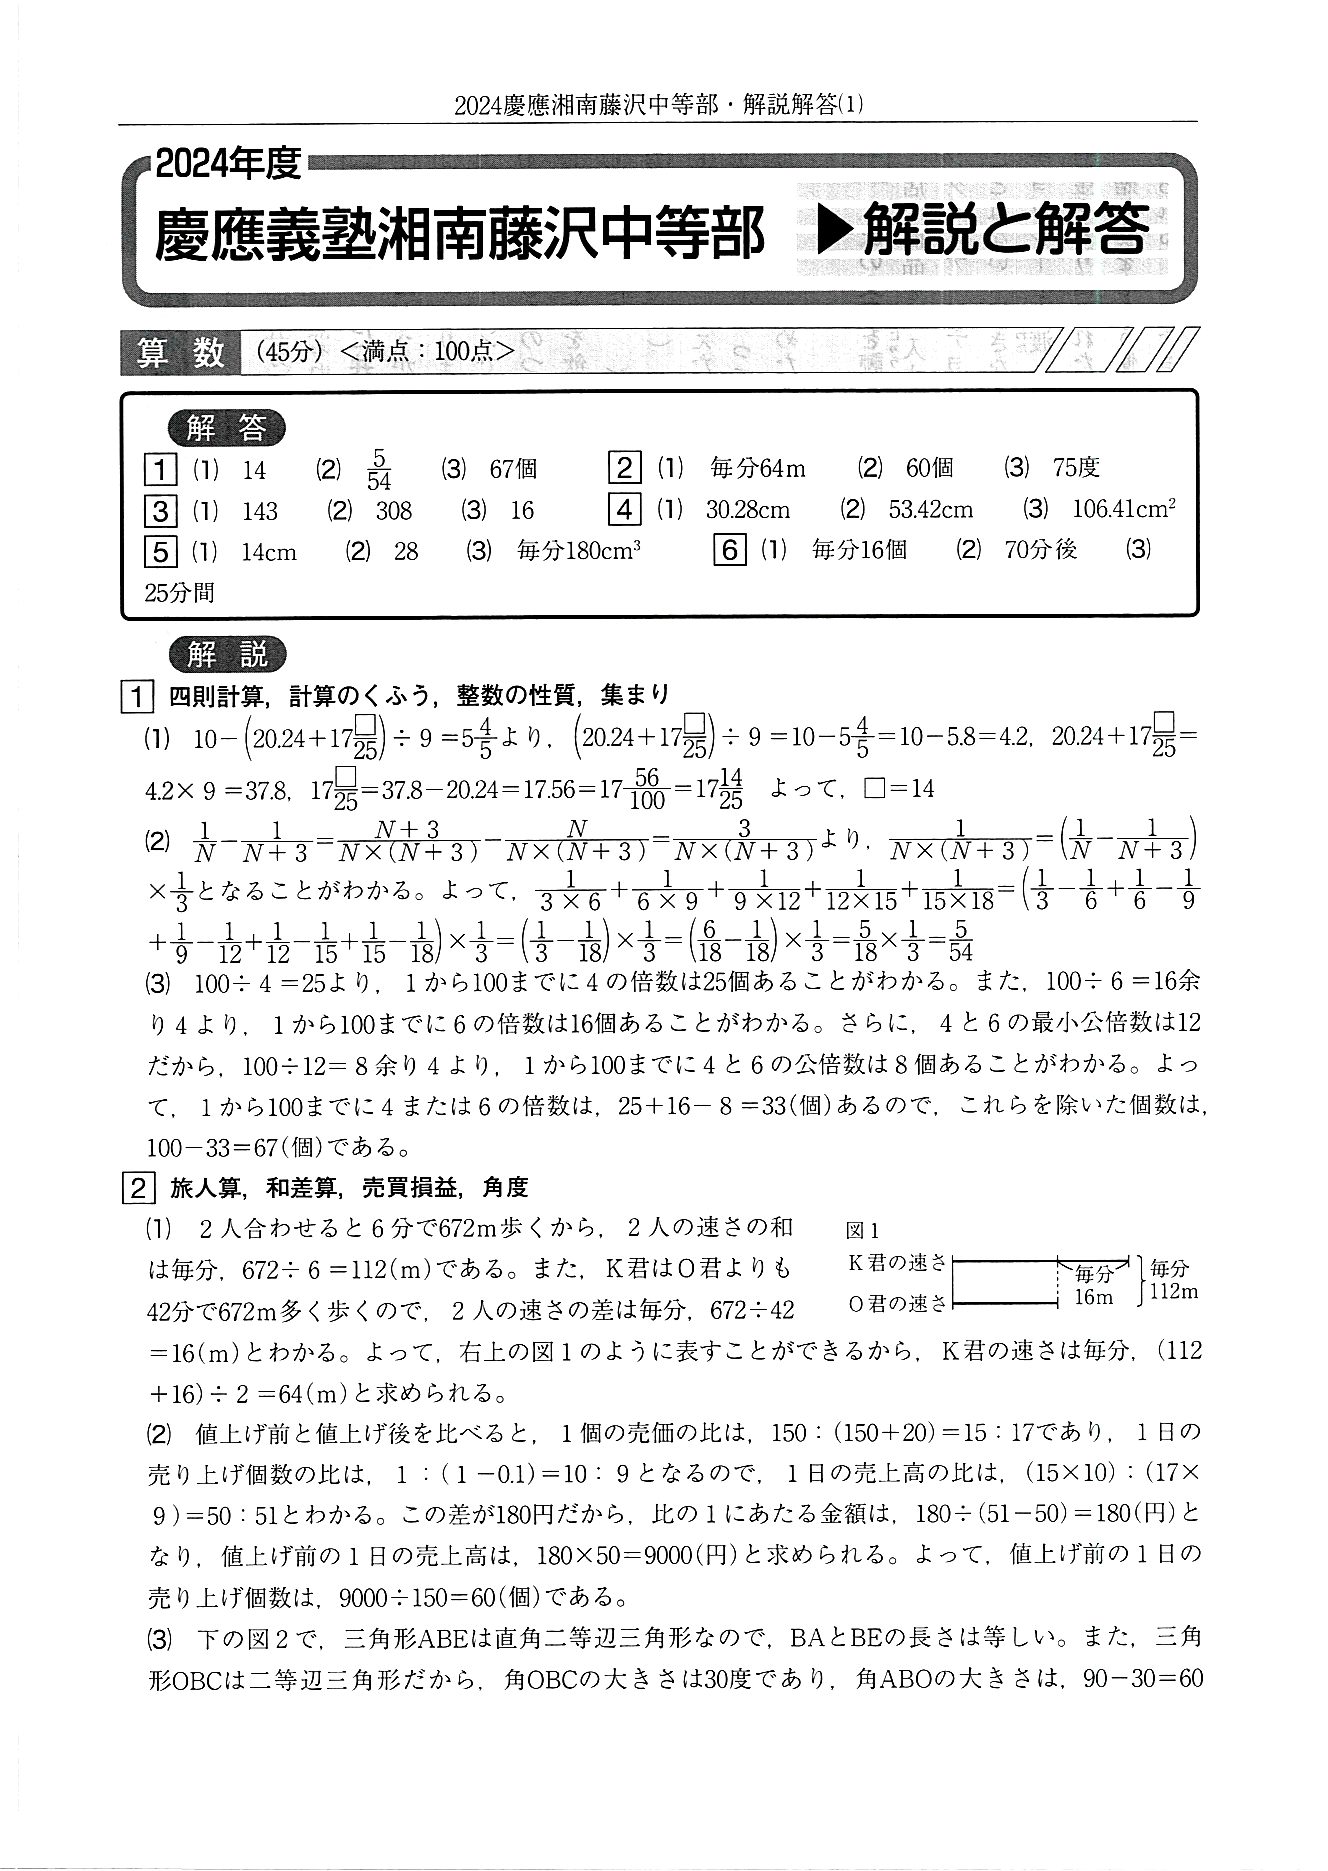 2024慶應湘南藤沢中等部・解説解答(1)
2024年度
慶應義塾湘南藤沢中等部 ▶解説と解答
算数 (45分) <満点：100点>
解答
1 (1) 14 (2) 5/54 (3) 67個 2 (1) 毎分64m (2) 60個 (3) 75度
3 (1) 143 (2) 308 (3) 16 4 (1) 30.28cm (2) 53.42cm (3) 106.41cm²
5 (1) 14cm (2) 28 (3) 毎分180cm³ 6 (1) 毎分16個 (2) 70分後 (3)
25分間
解説
1 四則計算，計算のくふう，整数の性質，集まり
(1) 10−(20.24＋17□/25)÷9＝5 4/5より，(20.24＋17□/25)÷9＝10−5 4/5＝10−5.8＝4.2，20.24＋17□/25＝
4.2×9＝37.8，17□/25＝37.8−20.24＝17.56＝17 56/100＝17 14/25 よって，□＝14
(2) 1/N−1/(N＋3)＝(N＋3)/(N×(N＋3))−N/(N×(N＋3))＝3/(N×(N＋3))より，1/(N×(N＋3))＝(1/N−1/(N＋3))
×1/3となることがわかる。よって，1/(3×6)＋1/(6×9)＋1/(9×12)＋1/(12×15)＋1/(15×18)＝(1/3−1/6＋1/6−1/9
＋1/9−1/12＋1/12−1/15＋1/15−1/18)×1/3＝(1/3−1/18)×1/3＝(6/18−1/18)×1/3＝5/18×1/3＝5/54
(3) 100÷4＝25より，1から100までに4の倍数は25個あることがわかる。また，100÷6＝16余
り4より，1から100までに6の倍数は16個あることがわかる。さらに，4と6の最小公倍数は12
だから，100÷12＝8余り4より，1から100までに4と6の公倍数は8個あることがわかる。よっ
て，1から100までに4または6の倍数は，25＋16−8＝33(個)あるので，これらを除いた個数は，
100−33＝67(個)である。
2 旅人算，和差算，売買損益，角度
(1) 2人合わせると6分で672m歩くから，2人の速さの和
は毎分，672÷6＝112(m)である。また，K君はO君よりも
42分で672m多く歩くので，2人の速さの差は毎分，672÷42
図1
K君の速さ
O君の速さ
毎分
16m
毎分
112m
＝16(m)とわかる。よって，右上の図1のように表すことができるから，K君の速さは毎分，(112
＋16)÷2＝64(m)と求められる。
(2) 値上げ前と値上げ後を比べると，1個の売価の比は，150：(150＋20)＝15：17であり，1日の
売り上げ個数の比は，1：(1−0.1)＝10：9となるので，1日の売上高の比は，(15×10)：(17×
9)＝50：51とわかる。この差が180円だから，比の1にあたる金額は，180÷(51−50)＝180(円)と
なり，値上げ前の1日の売上高は，180×50＝9000(円)と求められる。よって，値上げ前の1日の
売り上げ個数は，9000÷150＝60(個)である。
(3) 下の図2で，三角形ABEは直角二等辺三角形なので，BAとBEの長さは等しい。また，三角
形OBCは二等辺三角形だから，角OBCの大きさは30度であり，角ABOの大きさは，90−30＝60